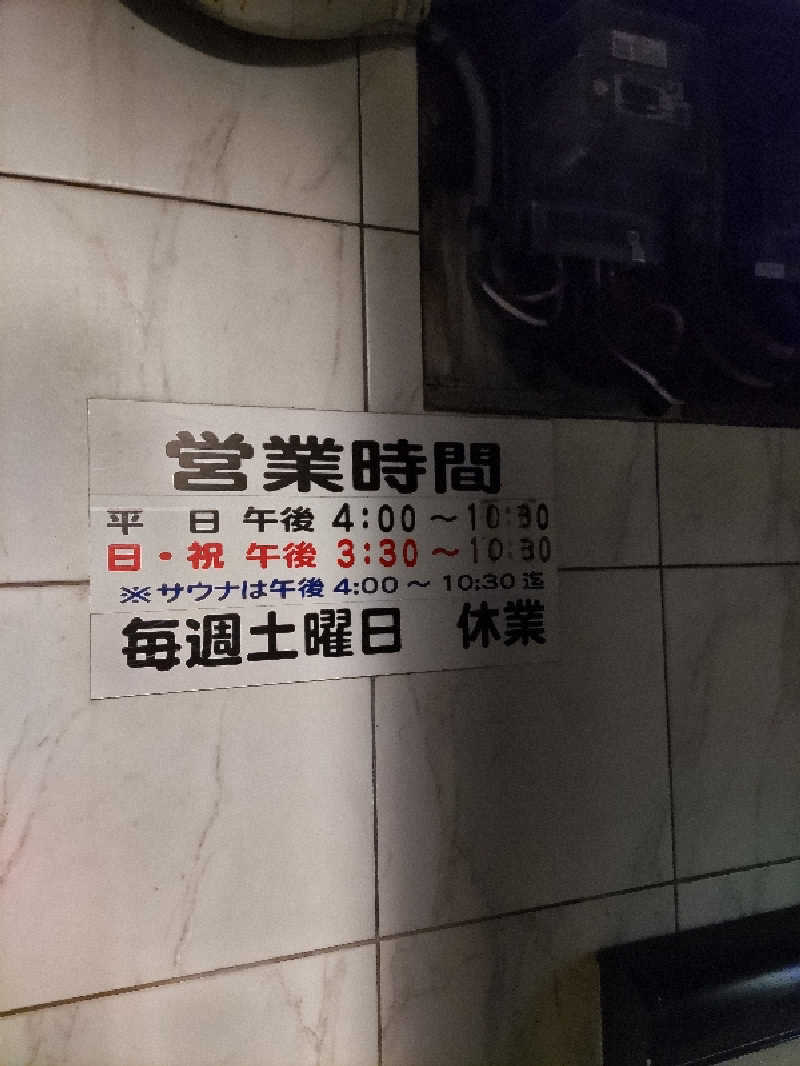 営業時間
平 日 午後 4:00 ～ 10:30
日・祝 午後 3:30 ～ 10:30
※サウナは午後 4:00 ～ 10:30 迄
毎週土曜日 休業